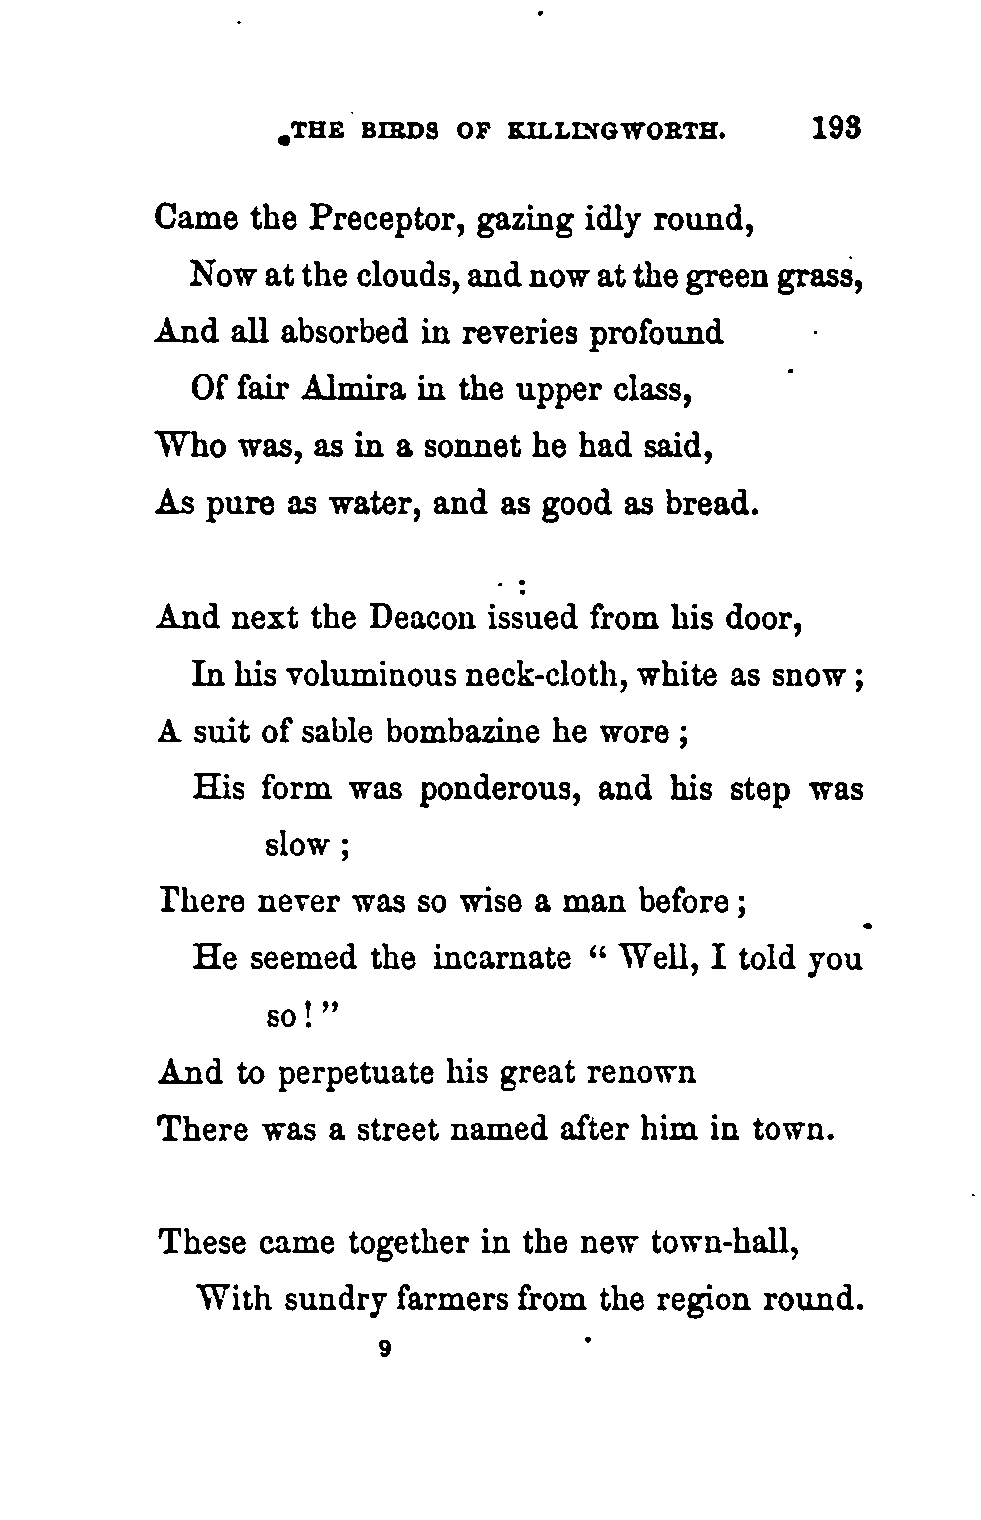 THE BIRDS OF KILLINGWORTH. 193
Came the Preceptor, gazing idly round,
Now at the clouds, and now at the green grass,
And all absorbed in reveries profound
Of fair Almira in the upper class,
Who was, as in a sonnet he had said,
As pure as water, and as good as bread.
And next the Deacon issued from his door,
In his voluminous neck-cloth, white as snow ;
A suit of sable bombazine he wore ;
His form was ponderous, and his step was
slow ;
There never was so wise a man before ;
He seemed the incarnate “ Well, I told you
so ! ”
And to perpetuate his great renown
There was a street named after him in town.
These came together in the new town-hall,
With sundry farmers from the region round.
9